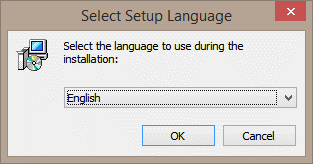 Select Setup Language
Select the language to use during the
installation:
English
OK
Cancel